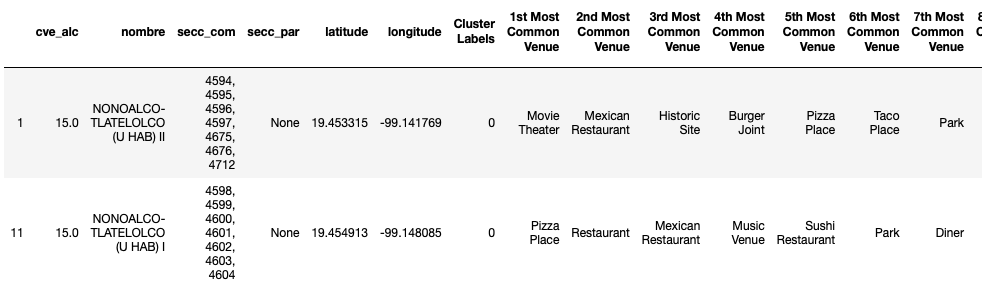 cve_alc nombre secc_com secc_par latitude longitude Cluster Labels 1st Most Common Venue 2nd Most Common Venue 3rd Most Common Venue 4th Most Common Venue 5th Most Common Venue 6th Most Common Venue 7th Most Common Venue
1 15.0 NONOALCO-TLATELOLCO (U HAB) II 4594, 4595, 4596, 4597, 4675, 4676, 4712 None 19.453315 -99.141769 0 Movie Theater Mexican Restaurant Historic Site Burger Joint Pizza Place Taco Place Park
11 15.0 NONOALCO-TLATELOLCO (U HAB) I 4598, 4599, 4600, 4601, 4602, 4603, 4604 None 19.454913 -99.148085 0 Pizza Place Restaurant Mexican Restaurant Music Venue Sushi Restaurant Park Diner